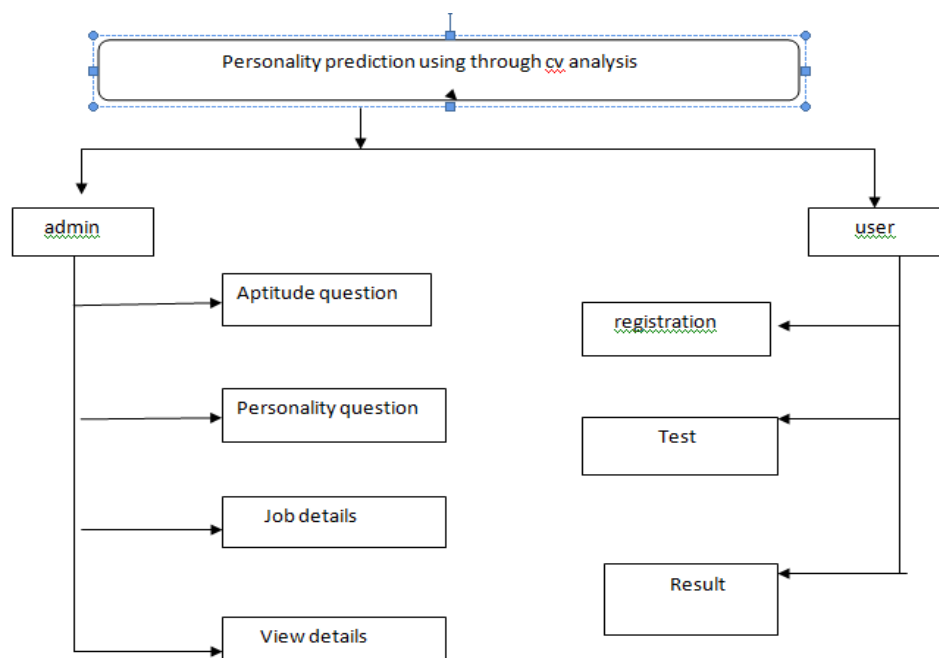 Personality prediction using through cv analysis
admin
user
Aptitude question
registration
Personality question
Test
Job details
Result
View details